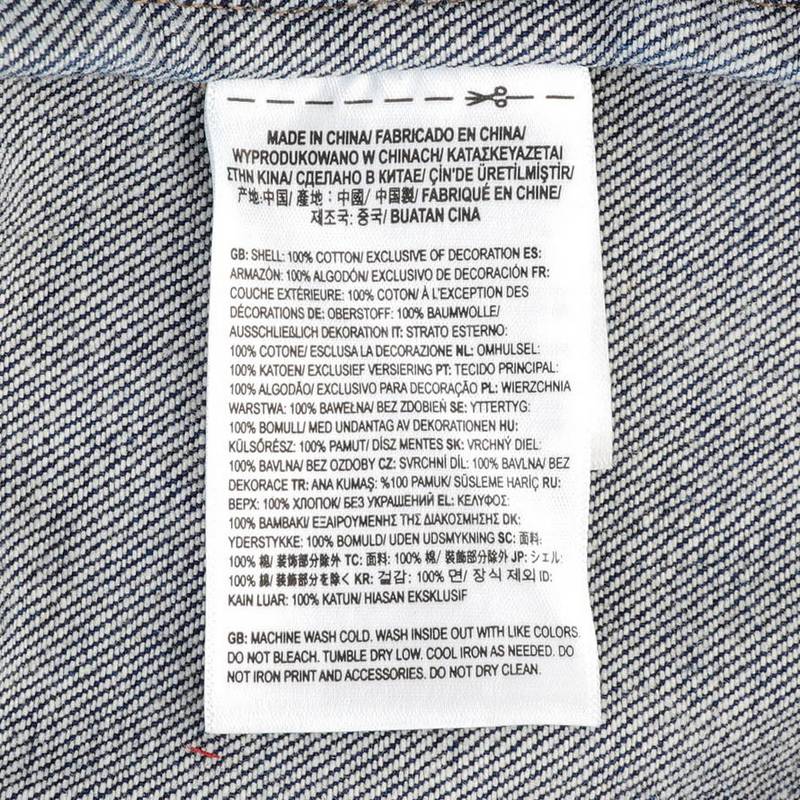 MADE IN CHINA/ FABRICADO EN CHINA/
WYPRODUKOWANO W CHINACH/ ΚΑΤΑΣΚΕΥΑΖΕΤΑΙ
ΣΤΗΝ ΚΙΝΑ/ СДЕЛАНО В КИТАЕ/ ÇİN'DE ÜRETİLMİŞTİR/
产地:中国/ 產地：中國/ 中国製/ FABRIQUÉ EN CHINE/
제조국: 중국/ BUATAN CINA
GB: SHELL: 100% COTTON/ EXCLUSIVE OF DECORATION ES:
ARMAZÓN: 100% ALGODÓN/ EXCLUSIVO DE DECORACIÓN FR:
COUCHE EXTÉRIEURE: 100% COTON/ À L'EXCEPTION DES
DÉCORATIONS DE: OBERSTOFF: 100% BAUMWOLLE/
AUSSCHLIEßLICH DEKORATION IT: STRATO ESTERNO:
100% COTONE/ ESCLUSA LA DECORAZIONE NL: OMHULSEL:
100% KATOEN/ EXCLUSIEF VERSIERING PT: TECIDO PRINCIPAL:
100% ALGODÃO/ EXCLUSIVO PARA DECORAÇÃO PL: WIERZCHNIA
WARSTWA: 100% BAWEŁNA/ BEZ ZDOBIEŃ SE: YTTERTYG:
100% BOMULL/ MED UNDANTAG AV DEKORATIONEN HU:
KÜLSŐRÉSZ: 100% PAMUT/ DÍSZ MENTES SK: VRCHNÝ DIEL:
100% BAVLNA/ BEZ OZDOBY CZ: SVRCHNÍ DÍL: 100% BAVLNA/ BEZ
DEKORACE TR: ANA KUMAŞ: %100 PAMUK/ SÜSLEME HARİÇ RU:
ВЕРХ: 100% ХЛОПОК/ БЕЗ УКРАШЕНИЙ EL: ΚΕΛΥΦΟΣ:
100% ΒΑΜΒΑΚΙ/ ΕΞΑΙΡΟΥΜΕΝΗΣ ΤΗΣ ΔΙΑΚΟΣΜΗΣΗΣ DK:
YDERSTYKKE: 100% BOMULD/ UDEN UDSMYKNING SC: 面料:
100% 棉/ 装饰部分除外 TC: 面料: 100% 棉/ 裝飾部分除外 JP: シェル:
100% 綿/ 装飾部分を除く KR: 겉감: 100% 면/ 장식 제외 ID:
KAIN LUAR: 100% KATUN/ HIASAN EKSKLUSIF
GB: MACHINE WASH COLD. WASH INSIDE OUT WITH LIKE COLORS.
DO NOT BLEACH. TUMBLE DRY LOW. COOL IRON AS NEEDED. DO
NOT IRON PRINT AND ACCESSORIES. DO NOT DRY CLEAN.